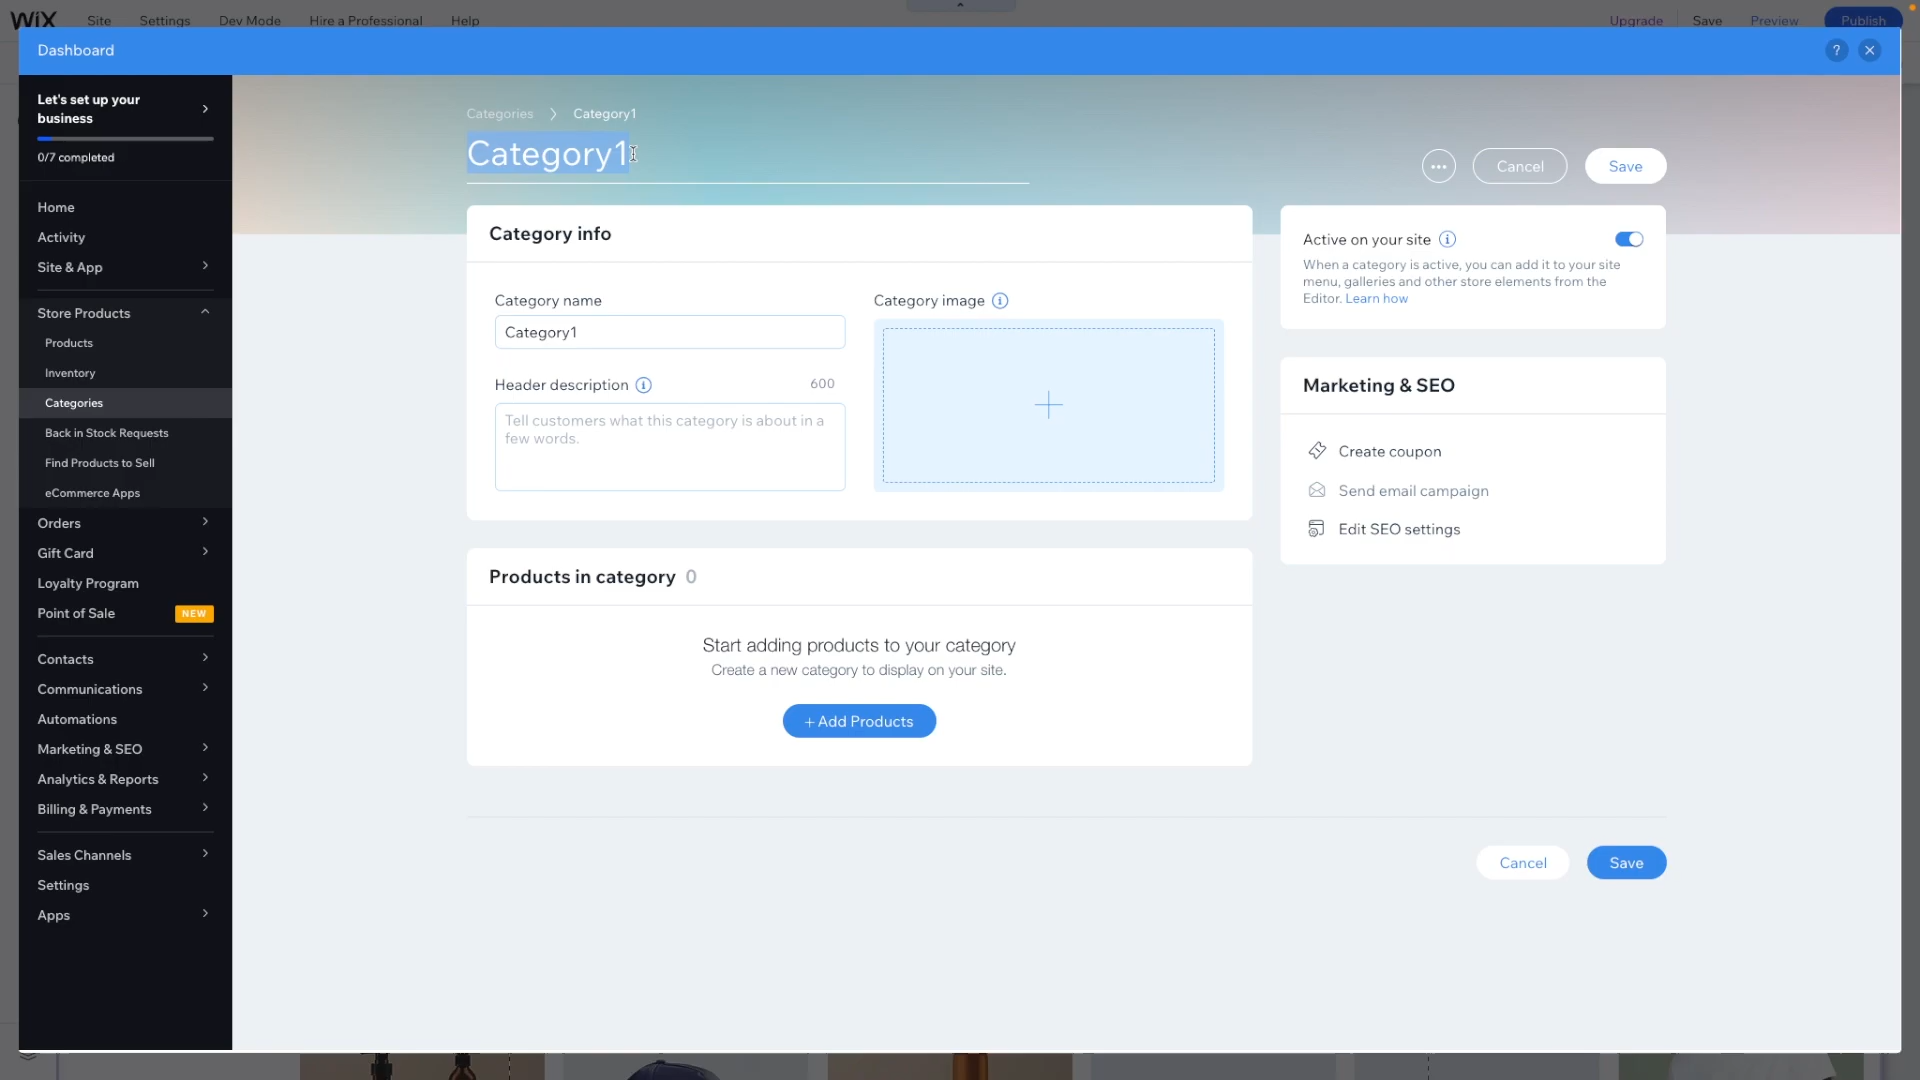 WiX
Site
Settings
Dev Mode
Hire a Professional
Help
Upgrade
Save
Preview
Publish
Dashboard
?
Let's set up your
business
0/7 completed
Home
Activity
Site & App
Store Products
Products
Inventory
Categories
Back in Stock Requests
Find Products to Sell
eCommerce Apps
Orders
Gift Card
Loyalty Program
Point of Sale
NEW
Contacts
Communications
Automations
Marketing & SEO
Analytics & Reports
Billing & Payments
Sales Channels
Settings
Apps
Categories
Category1
Category1
Cancel
Save
Category info
Category name
Category1
Header description
600
Tell customers what this category is about in a
few words.
Category image
Products in category 0
Start adding products to your category
Create a new category to display on your site.
+ Add Products
Active on your site
When a category is active, you can add it to your site
menu, galleries and other store elements from the
Editor. Learn how
Marketing & SEO
Create coupon
Send email campaign
Edit SEO settings
Cancel
Save